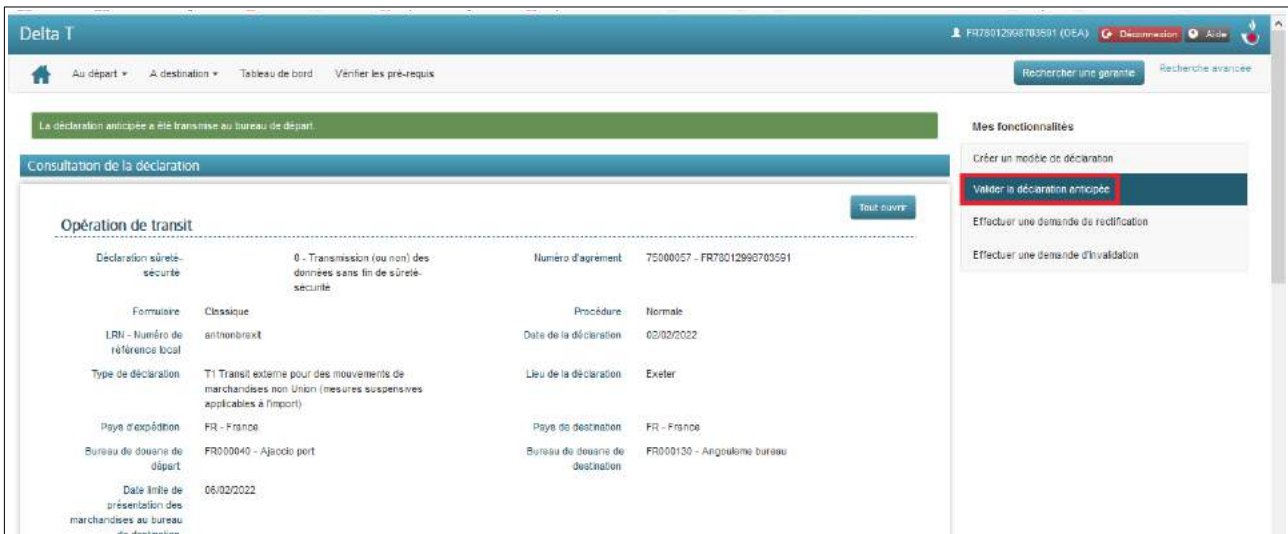 Delta T
FR78012998703591 (OEA) Déconnexion Aide
Au départ A destination Tableau de bord Vérifier les pré-requis
Rechercher une garantie Recherche avancée
La déclaration anticipée a été transmise au bureau de départ.
Mes fonctionnalités
Consultation de la déclaration
Créer un modèle de déclaration
Valider la déclaration anticipée
Effectuer une demande de rectification
Effectuer une demande d'invalidation
Tout ouvrir
Opération de transit
Déclaration sûreté-
sécurité
0 - Transmission (ou non) des
données sans fin de sûreté-
sécurité
Numéro d'agrément 75000057 - FR78012998703591
Formulaire Classique
Procédure Normale
LRN - Numéro de
référence local
antnonbrexit
Date de la déclaration 02/02/2022
Type de déclaration
T1 Transit externe pour des mouvements de
marchandises non Union (mesures suspensives
applicables à l'import)
Lieu de la déclaration Exeter
Pays d'expédition FR - France
Pays de destination FR - France
Bureau de douane de
départ
FR000040 - Ajaccio port
Bureau de douane de
destination
FR000130 - Angouleme bureau
Date limite de
présentation des
marchandises au bureau
de destination
06/02/2022